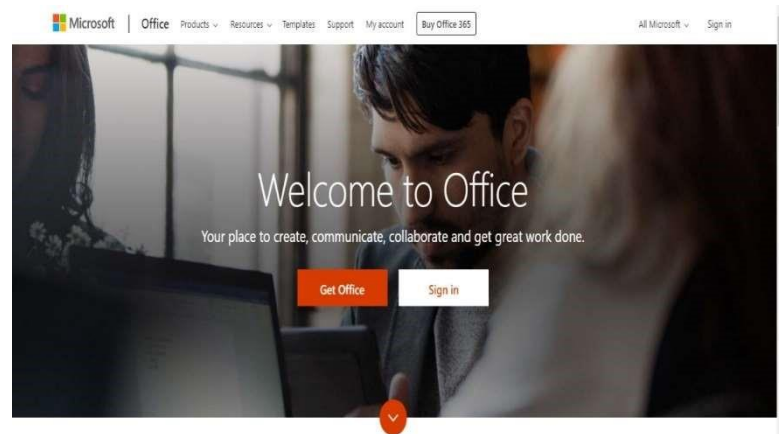 Microsoft | Office Products Resources Templates Support My account Buy Office 365 All Microsoft Sign in
Welcome to Office
Your place to create, communicate, collaborate and get great work done.
Get Office Sign in